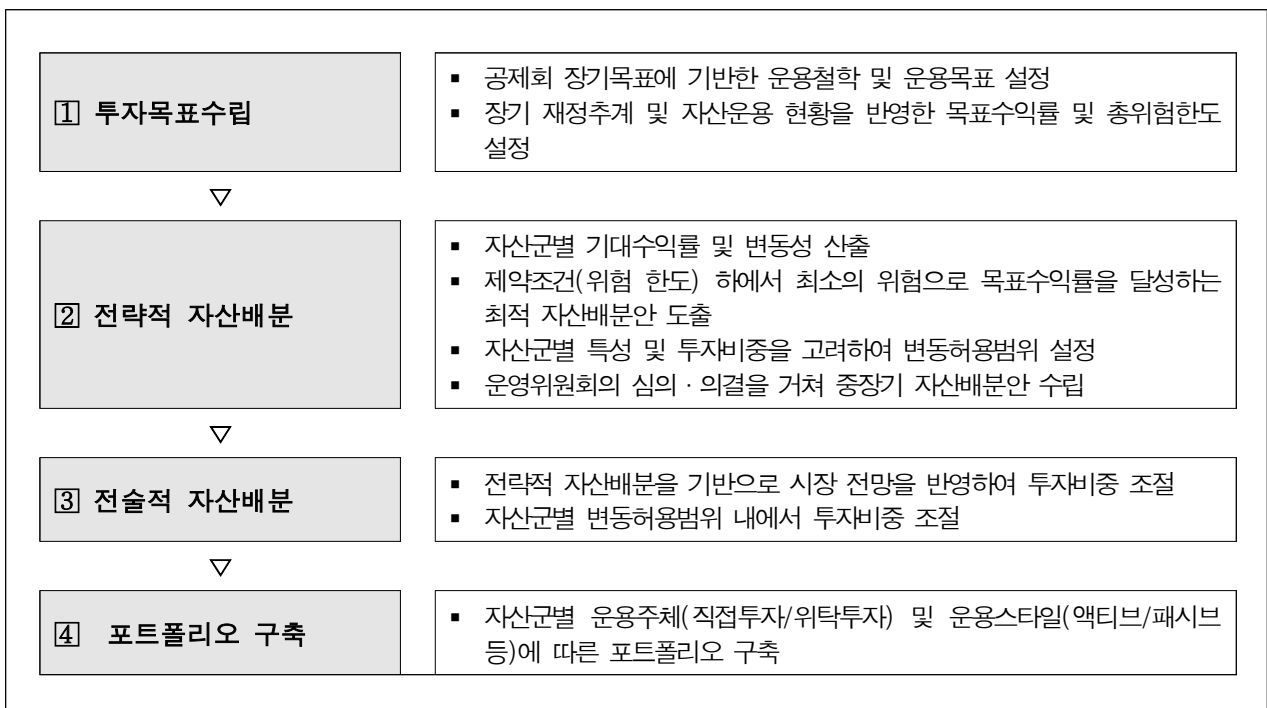 1 투자목표수립
▪ 공제회 장기목표에 기반한 운용철학 및 운용목표 설정
▪ 장기 재정추계 및 자산운용 현황을 반영한 목표수익률 및 총위험한도
설정
▽
2 전략적 자산배분
▪ 자산군별 기대수익률 및 변동성 산출
▪ 제약조건(위험 한도) 하에서 최소의 위험으로 목표수익률을 달성하는
최적 자산배분안 도출
▪ 자산군별 특성 및 투자비중을 고려하여 변동허용범위 설정
▪ 운영위원회의 심의·의결을 거쳐 중장기 자산배분안 수립
▽
3 전술적 자산배분
▪ 전략적 자산배분을 기반으로 시장 전망을 반영하여 투자비중 조절
▪ 자산군별 변동허용범위 내에서 투자비중 조절
▽
4 포트폴리오 구축
▪ 자산군별 운용주체(직접투자/위탁투자) 및 운용스타일(액티브/패시브
등)에 따른 포트폴리오 구축